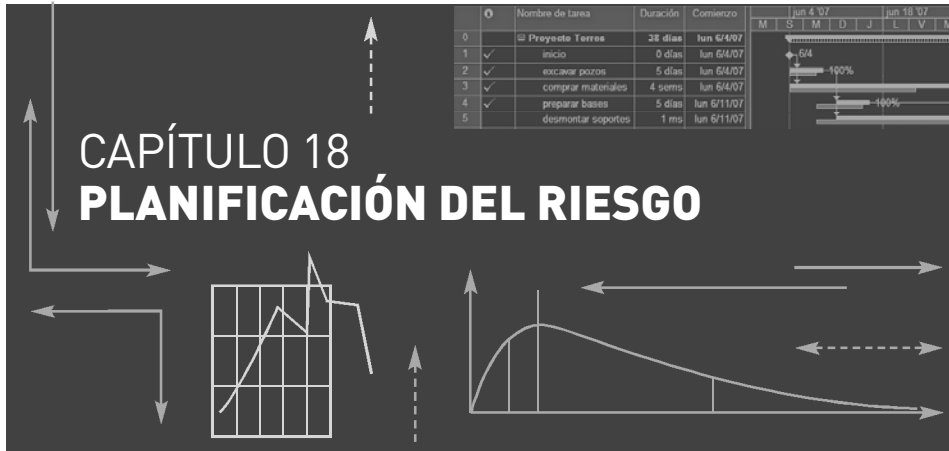 Nombre de tarea Duración Comienzo jun 4 '07 jun 18 '07
M S M D J L V M
0 Proyecto Torres 38 días lun 6/4/07
1 inicio 0 días lun 6/4/07 6/4
2 excavar pozos 5 días lun 6/4/07 100%
3 comprar materiales 4 sems lun 6/4/07
4 preparar bases 5 días lun 6/11/07 100%
5 desmontar soportes 1 ms lun 6/11/07
CAPÍTULO 18
PLANIFICACIÓN DEL RIESGO